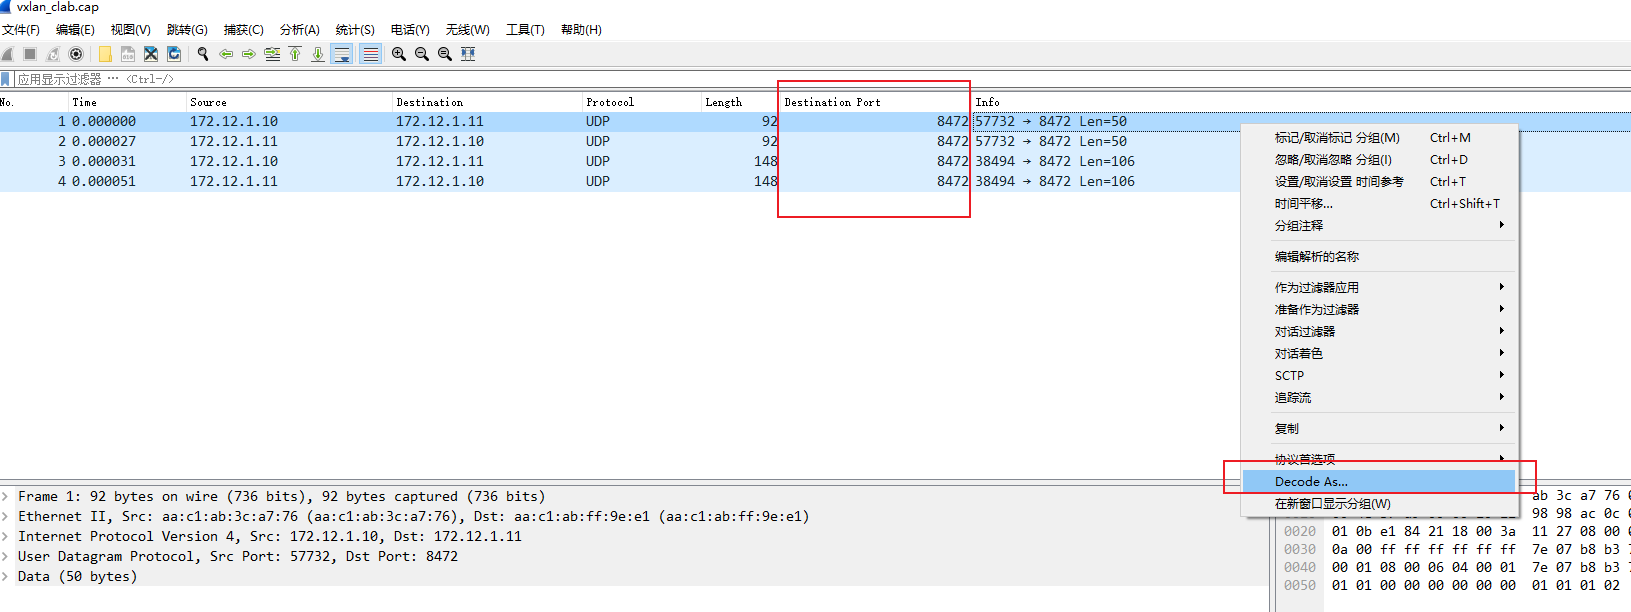 vxlan_clab.cap
文件(F) 编辑(E) 视图(V) 跳转(G) 捕获(C) 分析(A) 统计(S) 电话(Y) 无线(W) 工具(T) 帮助(H)
应用显示过滤器 … <Ctrl-/>
No. Time Source Destination Protocol Length Destination Port Info
1 0.000000 172.12.1.10 172.12.1.11 UDP 92 8472 57732 → 8472 Len=50
2 0.000027 172.12.1.11 172.12.1.10 UDP 92 8472 57732 → 8472 Len=50
3 0.000031 172.12.1.10 172.12.1.11 UDP 148 8472 38494 → 8472 Len=106
4 0.000051 172.12.1.11 172.12.1.10 UDP 148 8472 38494 → 8472 Len=106
标记/取消标记 分组(M) Ctrl+M
忽略/取消忽略 分组(I) Ctrl+D
设置/取消设置 时间参考 Ctrl+T
时间平移... Ctrl+Shift+T
分组注释
编辑解析的名称
作为过滤器应用
准备作为过滤器
对话过滤器
对话着色
SCTP
追踪流
复制
协议首选项
Decode As...
在新窗口显示分组(W)
Frame 1: 92 bytes on wire (736 bits), 92 bytes captured (736 bits)
Ethernet II, Src: aa:c1:ab:3c:a7:76 (aa:c1:ab:3c:a7:76), Dst: aa:c1:ab:ff:9e:e1 (aa:c1:ab:ff:9e:e1)
Internet Protocol Version 4, Src: 172.12.1.10, Dst: 172.12.1.11
User Datagram Protocol, Src Port: 57732, Dst Port: 8472
Data (50 bytes)
ab 3c a7 76
98 98 ac 0c
0020 01 0b e1 84 21 18 00 3a 11 27 08 00
0030 0a 00 ff ff ff ff ff ff 7e 07 b8 b3
0040 00 01 08 00 06 04 00 01 7e 07 b8 b3
0050 01 01 00 00 00 00 00 00 01 01 01 02